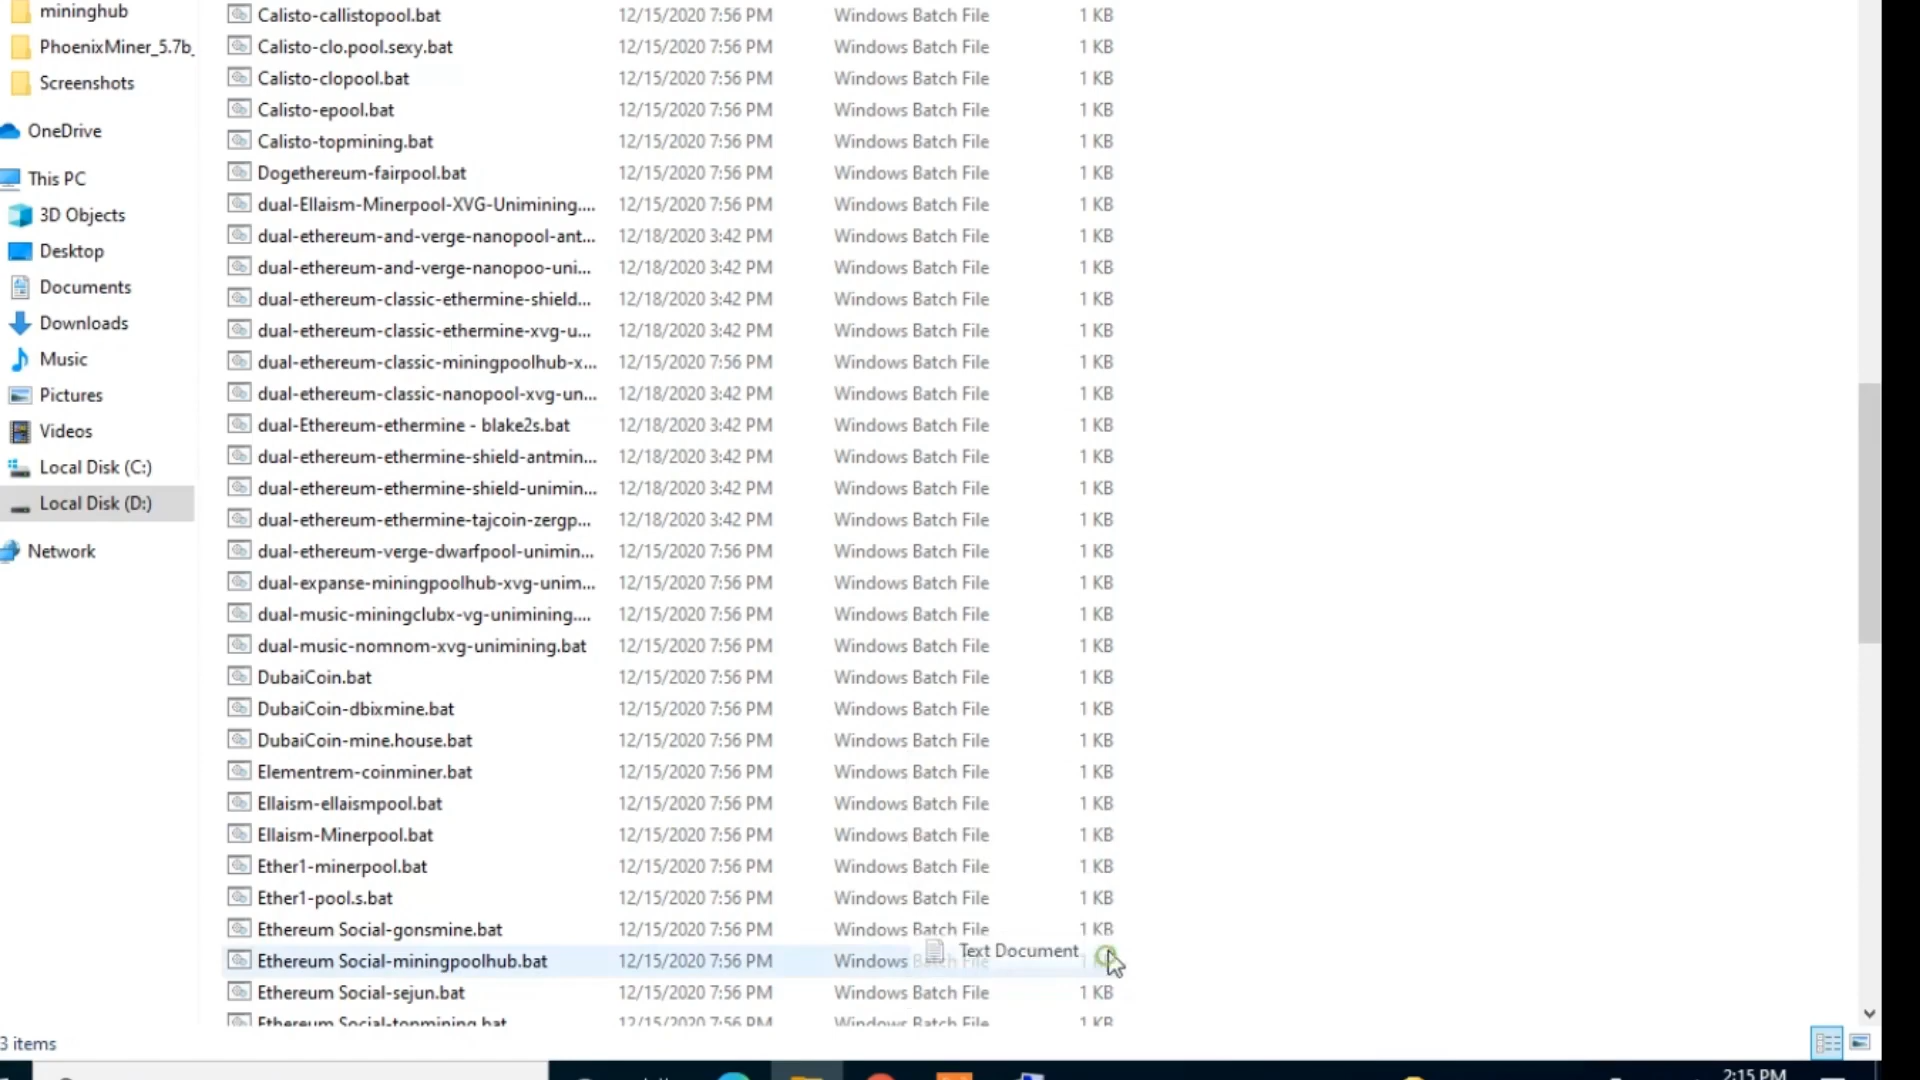 mininghub
PhoenixMiner_5.7b_
Screenshots
OneDrive
This PC
3D Objects
Desktop
Documents
Downloads
Music
Pictures
Videos
Local Disk (C:)
Local Disk (D:)
Network
Calisto-callistopool.bat 12/15/2020 7:56 PM Windows Batch File 1 KB
Calisto-clo.pool.sexy.bat 12/15/2020 7:56 PM Windows Batch File 1 KB
Calisto-clopool.bat 12/15/2020 7:56 PM Windows Batch File 1 KB
Calisto-epool.bat 12/15/2020 7:56 PM Windows Batch File 1 KB
Calisto-topmining.bat 12/15/2020 7:56 PM Windows Batch File 1 KB
Dogethereum-fairpool.bat 12/15/2020 7:56 PM Windows Batch File 1 KB
dual-Ellaism-Minerpool-XVG-Unimining.... 12/15/2020 7:56 PM Windows Batch File 1 KB
dual-ethereum-and-verge-nanopool-ant... 12/18/2020 3:42 PM Windows Batch File 1 KB
dual-ethereum-and-verge-nanopoo-uni... 12/18/2020 3:42 PM Windows Batch File 1 KB
dual-ethereum-classic-ethermine-shield... 12/18/2020 3:42 PM Windows Batch File 1 KB
dual-ethereum-classic-ethermine-xvg-u... 12/18/2020 3:42 PM Windows Batch File 1 KB
dual-ethereum-classic-miningpoolhub-x... 12/15/2020 7:56 PM Windows Batch File 1 KB
dual-ethereum-classic-nanopool-xvg-un... 12/18/2020 3:42 PM Windows Batch File 1 KB
dual-Ethereum-ethermine - blake2s.bat 12/18/2020 3:42 PM Windows Batch File 1 KB
dual-ethereum-ethermine-shield-antmin... 12/18/2020 3:42 PM Windows Batch File 1 KB
dual-ethereum-ethermine-shield-unimin... 12/18/2020 3:42 PM Windows Batch File 1 KB
dual-ethereum-ethermine-tajcoin-zergp... 12/18/2020 3:42 PM Windows Batch File 1 KB
dual-ethereum-verge-dwarfpool-unimin... 12/15/2020 7:56 PM Windows Batch File 1 KB
dual-expanse-miningpoolhub-xvg-unim... 12/15/2020 7:56 PM Windows Batch File 1 KB
dual-music-miningclubx-vg-unimining.... 12/15/2020 7:56 PM Windows Batch File 1 KB
dual-music-nomnom-xvg-unimining.bat 12/15/2020 7:56 PM Windows Batch File 1 KB
DubaiCoin.bat 12/15/2020 7:56 PM Windows Batch File 1 KB
DubaiCoin-dbixmine.bat 12/15/2020 7:56 PM Windows Batch File 1 KB
DubaiCoin-mine.house.bat 12/15/2020 7:56 PM Windows Batch File 1 KB
Elementrem-coinminer.bat 12/15/2020 7:56 PM Windows Batch File 1 KB
Ellaism-ellaismpool.bat 12/15/2020 7:56 PM Windows Batch File 1 KB
Ellaism-Minerpool.bat 12/15/2020 7:56 PM Windows Batch File 1 KB
Ether1-minerpool.bat 12/15/2020 7:56 PM Windows Batch File 1 KB
Ether1-pool.s.bat 12/15/2020 7:56 PM Windows Batch File 1 KB
Ethereum Social-gonsmine.bat 12/15/2020 7:56 PM Windows Batch File 1 KB
Text Document
Ethereum Social-miningpoolhub.bat 12/15/2020 7:56 PM Windows
Ethereum Social-sejun.bat 12/15/2020 7:56 PM Windows Batch File 1 KB
Ethereum Social-topmining.bat 12/15/2020 7:56 PM Windows Batch File 1 KB
3 items
2:15 PM